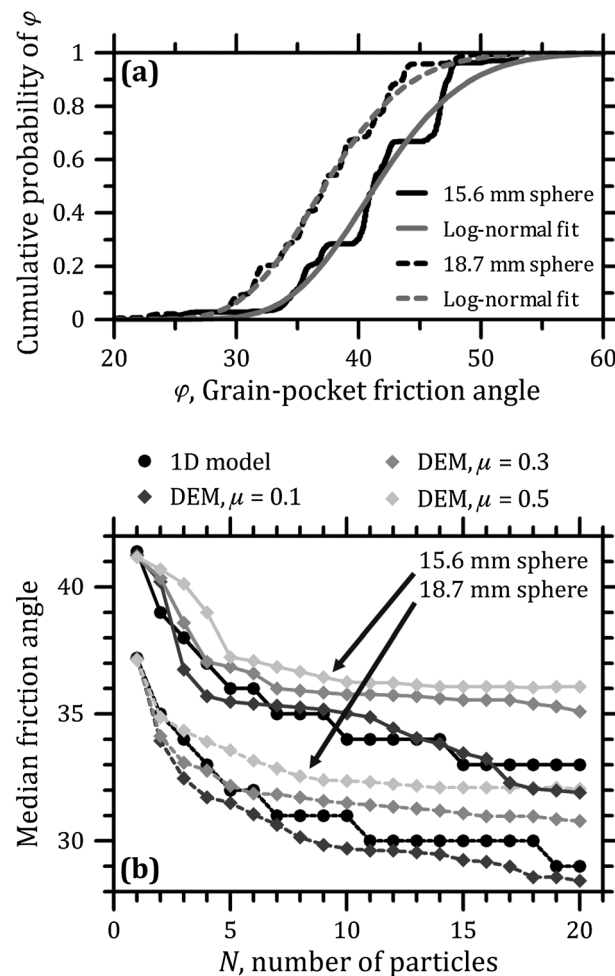 Cumulative probability of φ
1
0.8
0.6
0.4
0.2
0
(a)
15.6 mm sphere
Log-normal fit
18.7 mm sphere
Log-normal fit
20 30 40 50 60
φ, Grain-pocket friction angle
1D model
DEM, μ = 0.3
DEM, μ = 0.1
DEM, μ = 0.5
Median friction angle
40
35
30
15.6 mm sphere
18.7 mm sphere
(b)
0 5 10 15 20
N, number of particles